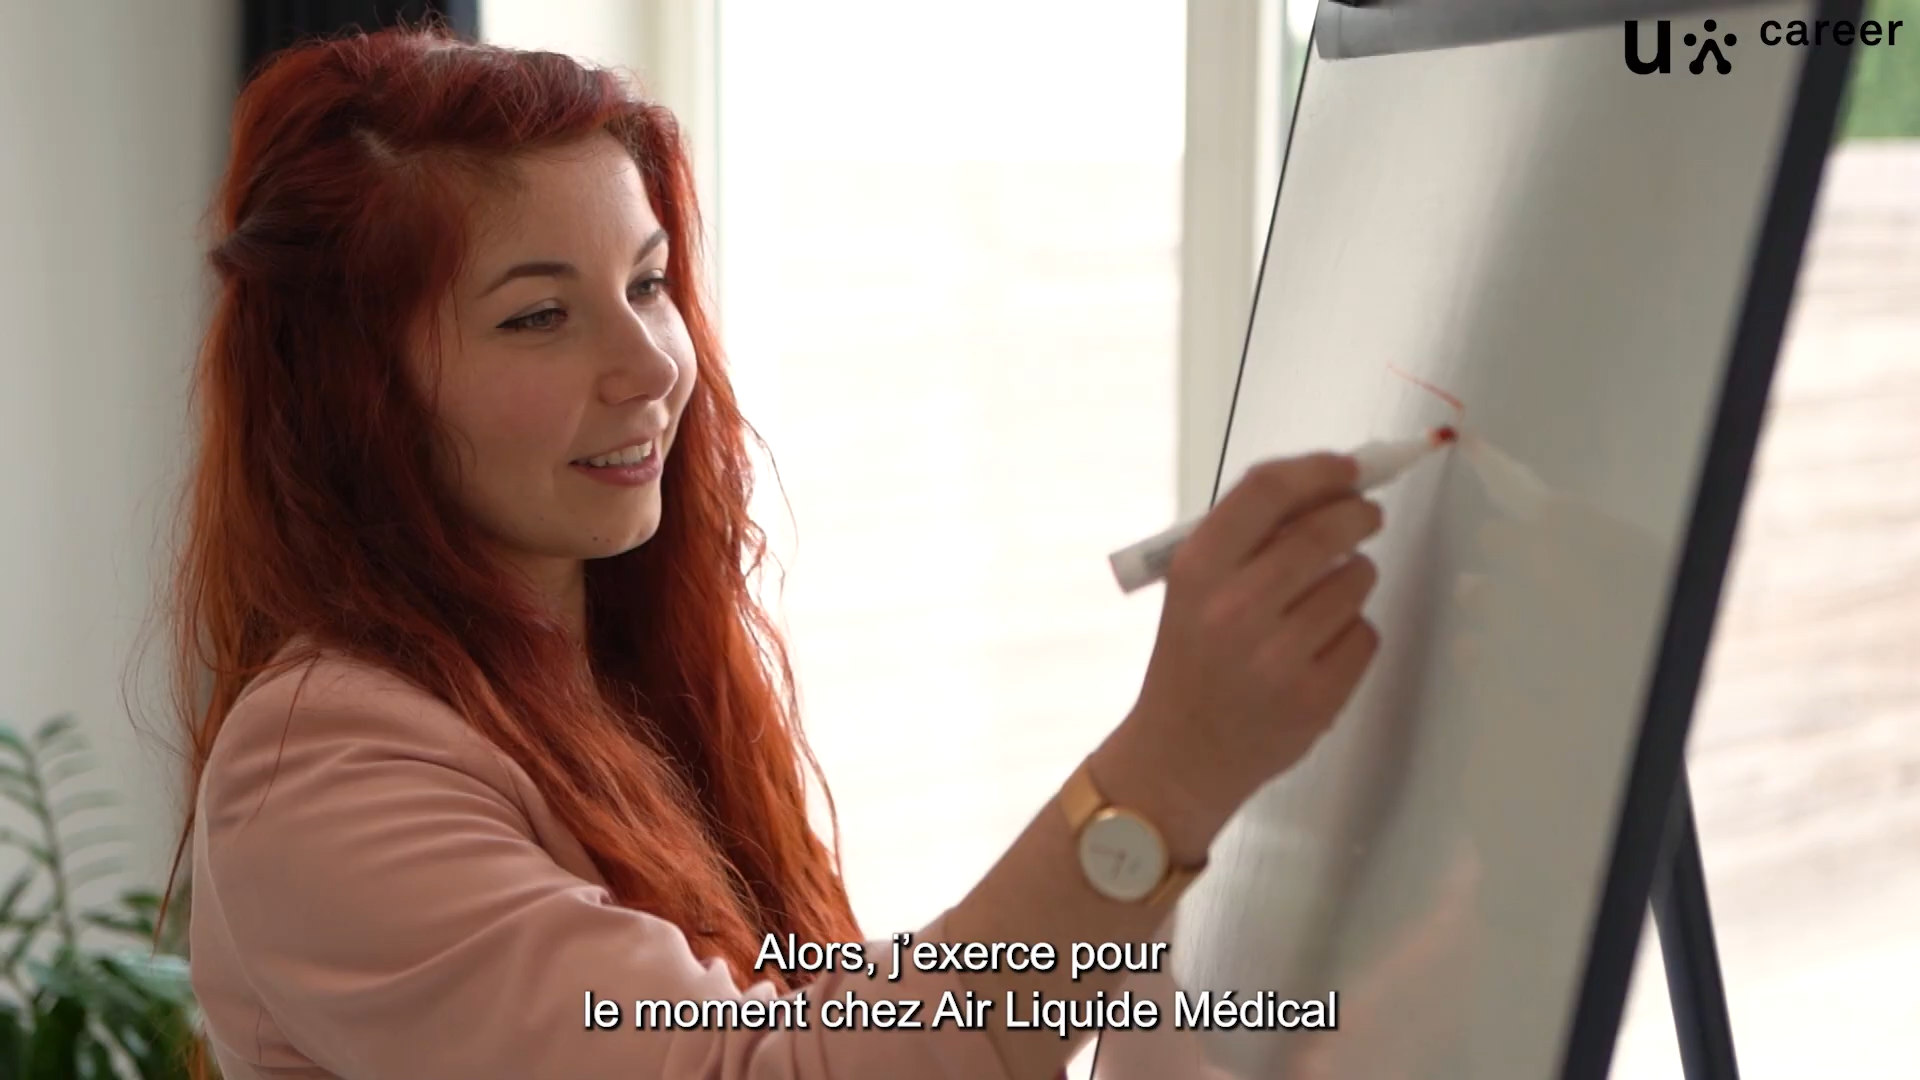 career
Alors, j’exerce pour
le moment chez Air Liquide Médical